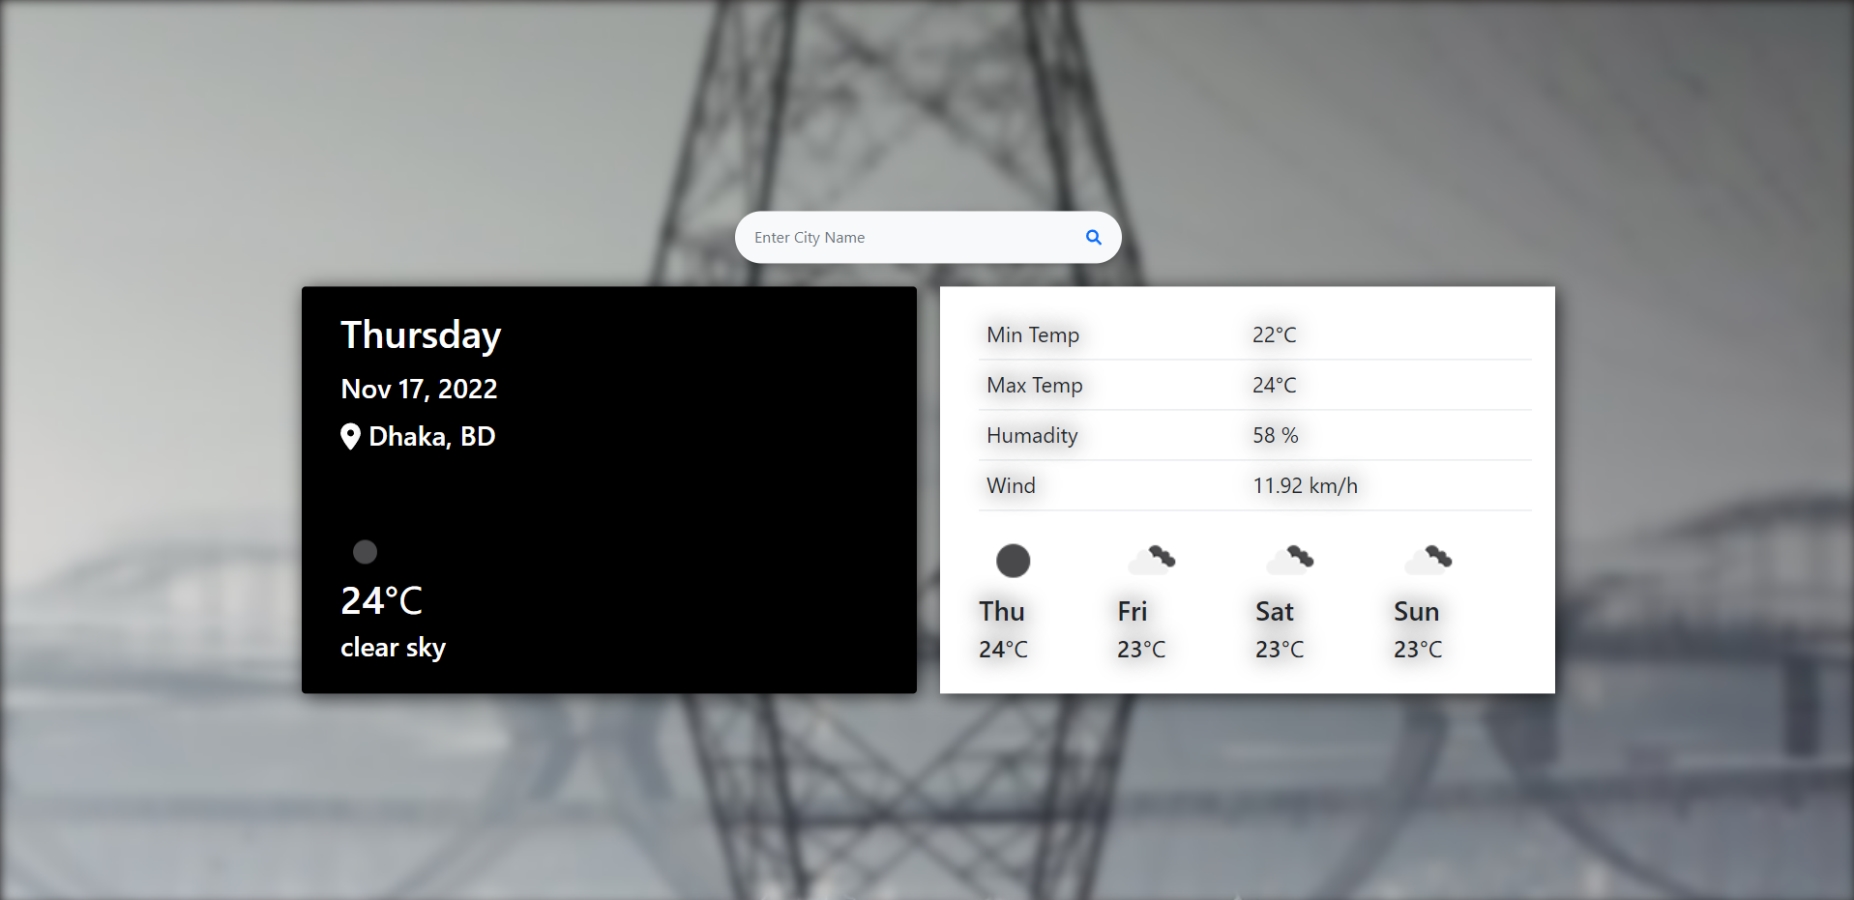 Enter City Name
Thursday
Nov 17, 2022
Dhaka, BD
24°C
clear sky
Min Temp 22°C
Max Temp 24°C
Humadity 58 %
Wind 11.92 km/h
Thu Fri Sat Sun
24°C 23°C 23°C 23°C